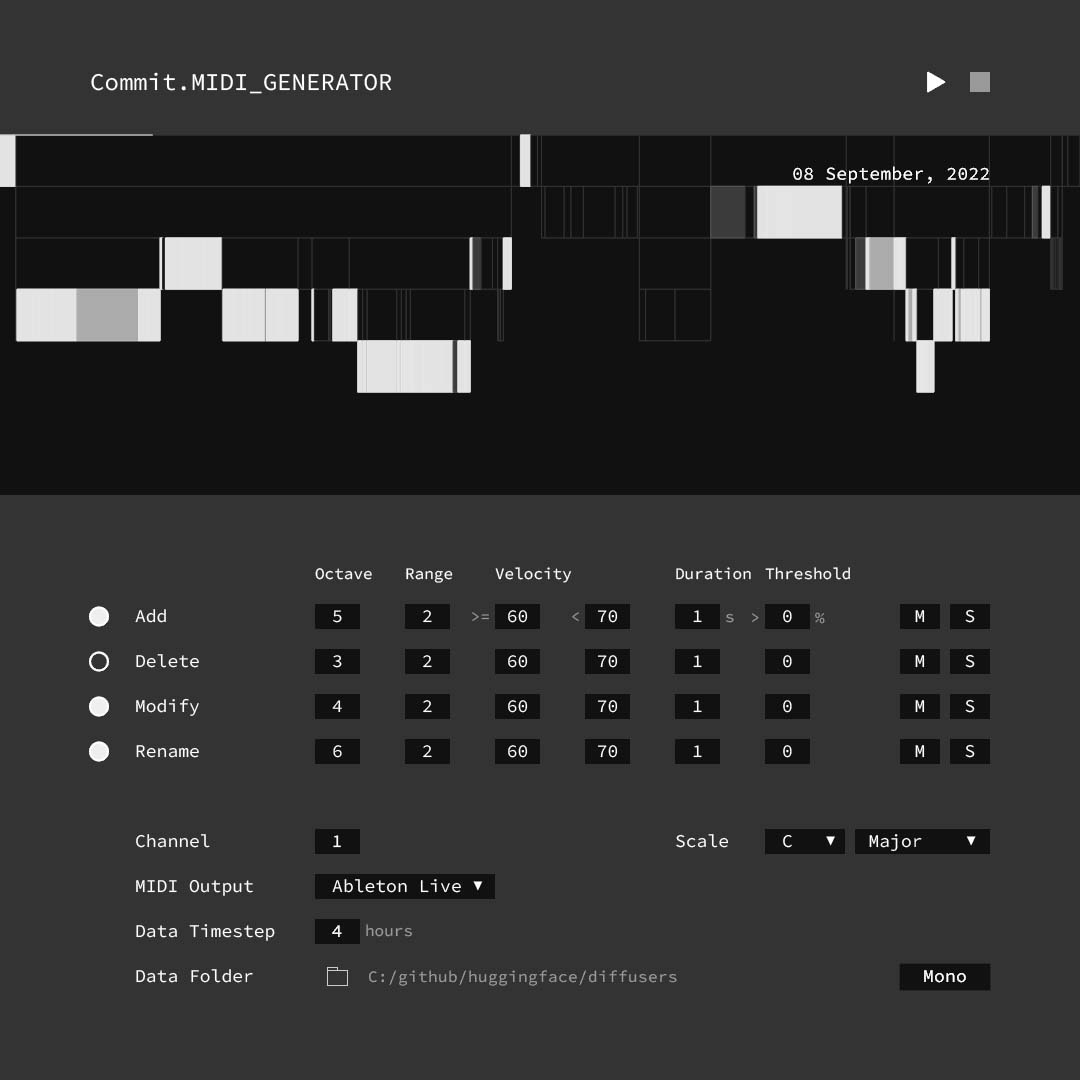 Commit.MIDI_GENERATOR
08 September, 2022
Octave Range Velocity Duration Threshold
Add 5 2 >= 60 < 70 1 s > 0 % M S
Delete 3 2 60 70 1 0 M S
Modify 4 2 60 70 1 0 M S
Rename 6 2 60 70 1 0 M S
Channel 1 Scale C ▼ Major ▼
MIDI Output Ableton Live ▼
Data Timestep 4 hours
Data Folder C:/github/huggingface/diffusers Mono